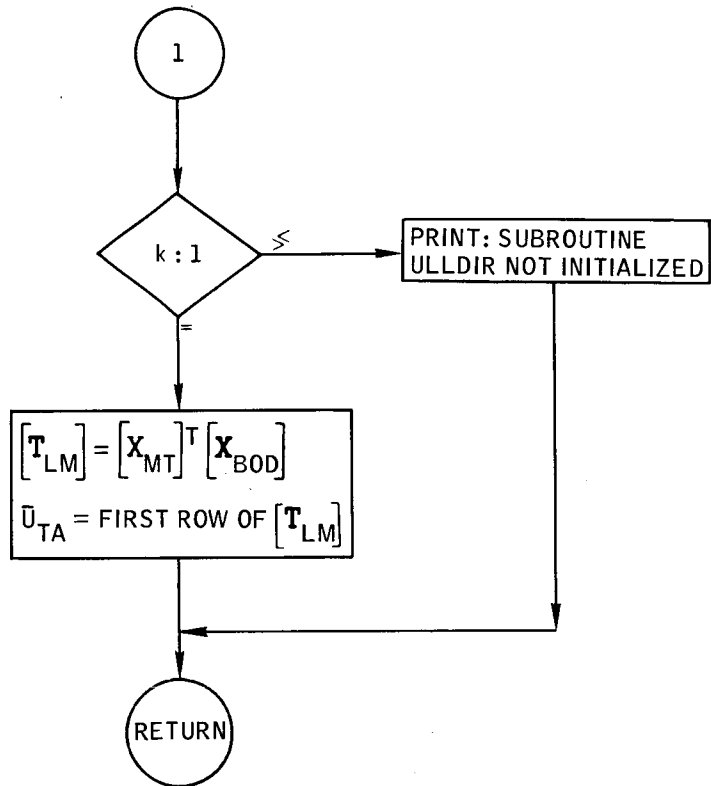 1
k : 1
≶
PRINT: SUBROUTINE
ULLDIR NOT INITIALIZED
=
[T_LM] = [X_MT]^T [X_BOD]
Ū_TA = FIRST ROW OF [T_LM]
RETURN